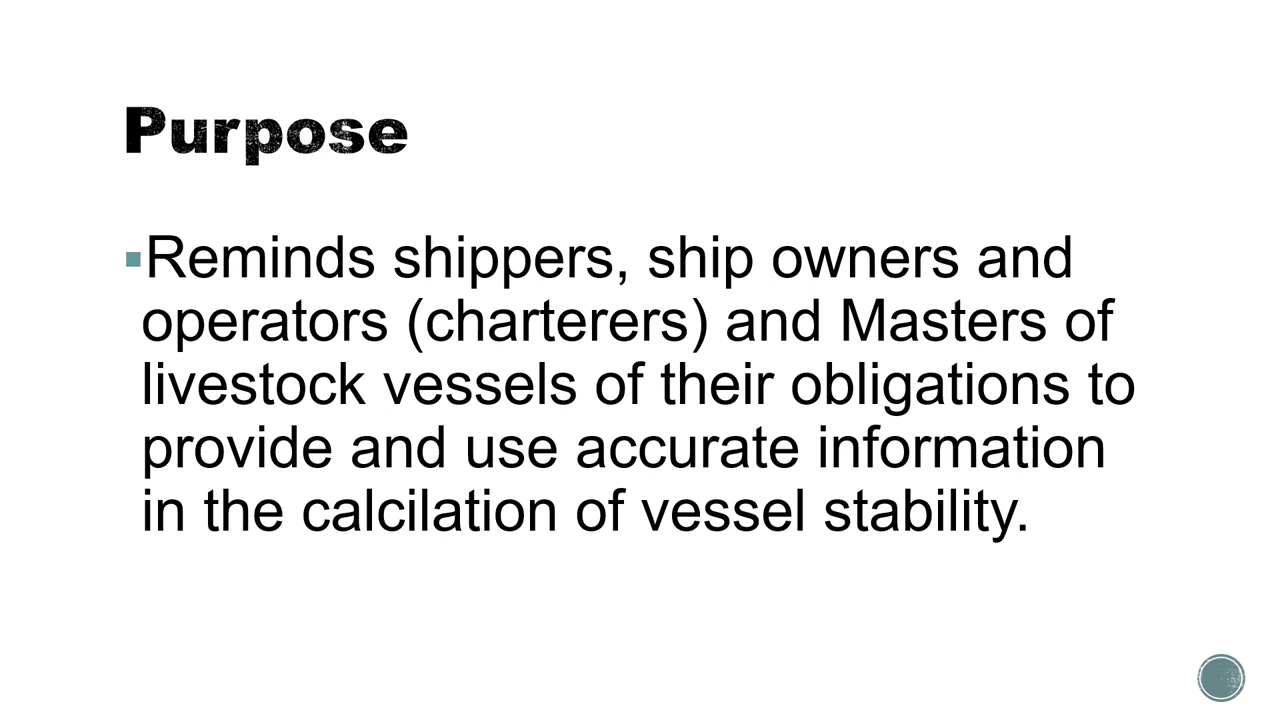 Purpose
▪Reminds shippers, ship owners and
operators (charterers) and Masters of
livestock vessels of their obligations to
provide and use accurate information
in the calcilation of vessel stability.